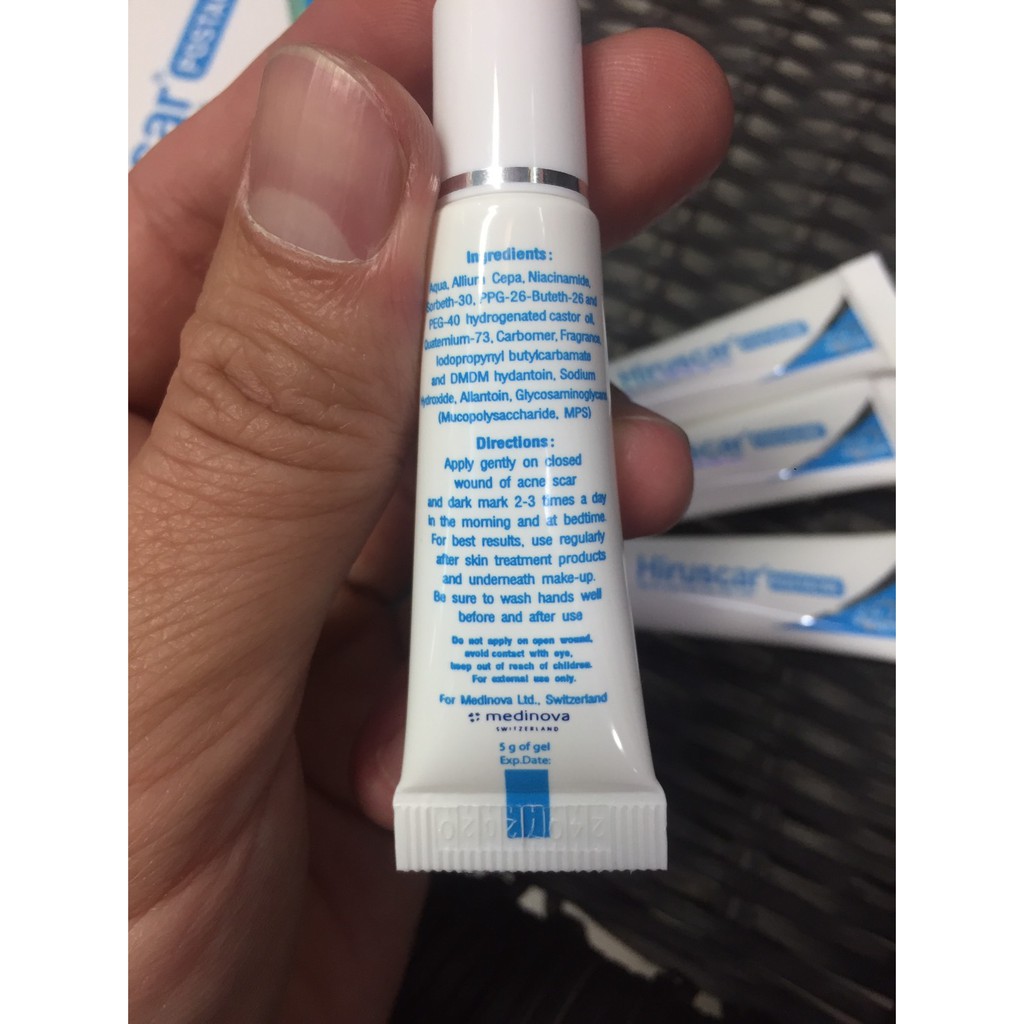 POSTAC
Ingredients:
Aqua, Allium Cepa, Niacinamide,
Sorbeth-30, PPG-26-Buteth-26 and
PEG-40 hydrogenated castor oil,
Quaternium-73, Carbomer, Fragrance,
Iodopropynyl butylcarbamate
and DMDM hydantoin, Sodium
Hydroxide, Allantoin, Glycosaminoglycans
(Mucopolysaccharide, MPS)
Directions:
Apply gently on closed
wound of acne scar
and dark mark 2-3 times a day
in the morning and at bedtime.
For best results, use regularly
after skin treatment products
and underneath make-up.
Be sure to wash hands well
before and after use
Do not apply on open wound,
avoid contact with eye,
keep out of reach of children.
For external use only.
For Medinova Ltd., Switzerland
medinova
SWITZERLAND
5 g of gel
Exp.Date:
Hiruscar
Hiruscar